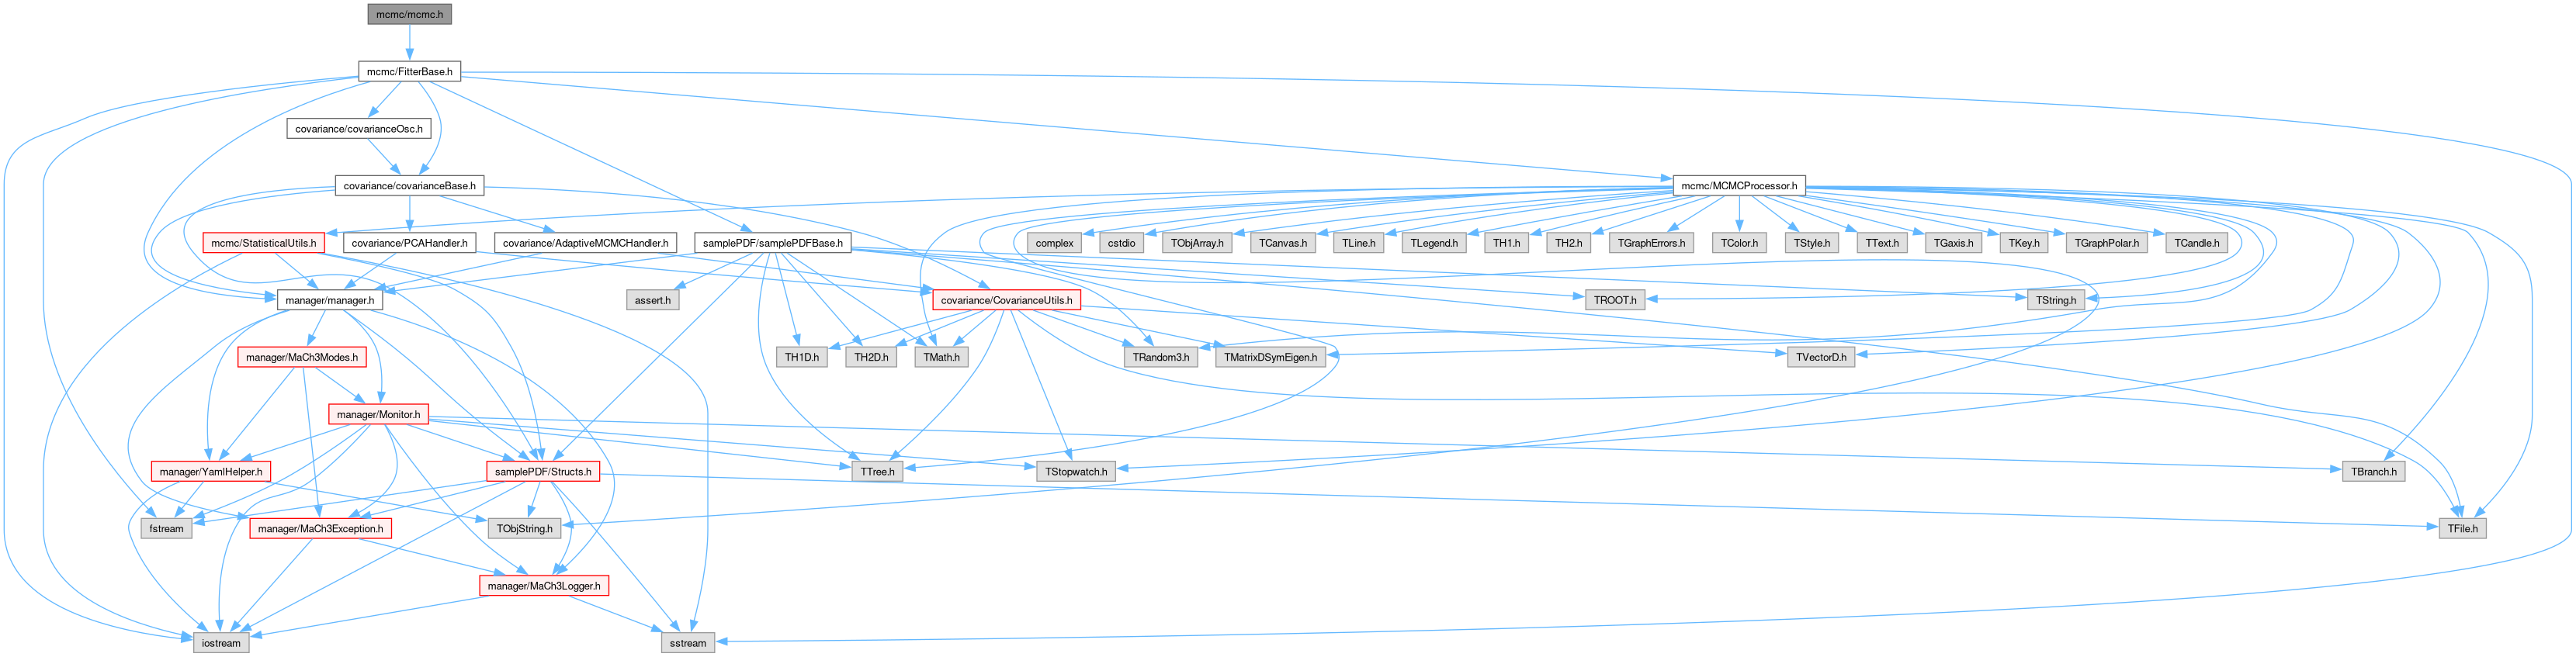 mcmc/mcmc.h
mcmc/FitterBase.h
covariance/covarianceOsc.h
covariance/covarianceBase.h
mcmc/MCMCProcessor.h
mcmc/StatisticalUtils.h
covariance/PCAHandler.h
covariance/AdaptiveMCMCHandler.h
samplePDF/samplePDFBase.h
complex
cstdio
TObjArray.h
TCanvas.h
TLine.h
TLegend.h
TH1.h
TH2.h
TGraphErrors.h
TColor.h
TStyle.h
TText.h
TGaxis.h
TKey.h
TGraphPolar.h
TCandle.h
manager/manager.h
assert.h
covariance/CovarianceUtils.h
TROOT.h
TString.h
manager/MaCh3Modes.h
TH1D.h
TH2D.h
TMath.h
TRandom3.h
TMatrixDSymEigen.h
TVectorD.h
manager/Monitor.h
manager/YamlHelper.h
samplePDF/Structs.h
TTree.h
TStopwatch.h
TBranch.h
fstream
manager/MaCh3Exception.h
TObjString.h
TFile.h
manager/MaCh3Logger.h
iostream
sstream